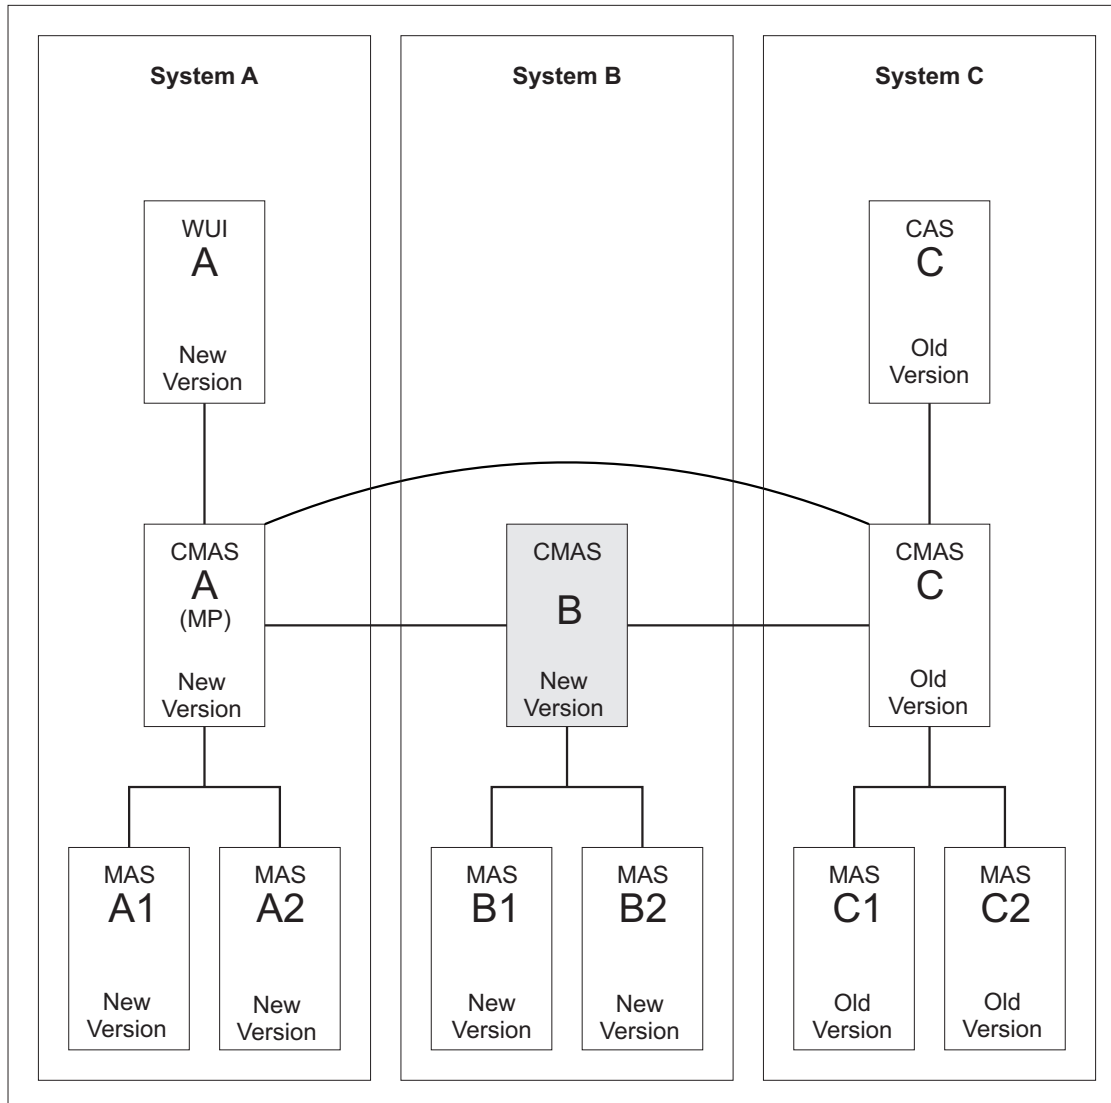 System A
System B
System C
WUI
A
New
Version
CAS
C
Old
Version
CMAS
A
(MP)
New
Version
CMAS
B
New
Version
CMAS
C
Old
Version
MAS
A1
New
Version
MAS
A2
New
Version
MAS
B1
New
Version
MAS
B2
New
Version
MAS
C1
Old
Version
MAS
C2
Old
Version